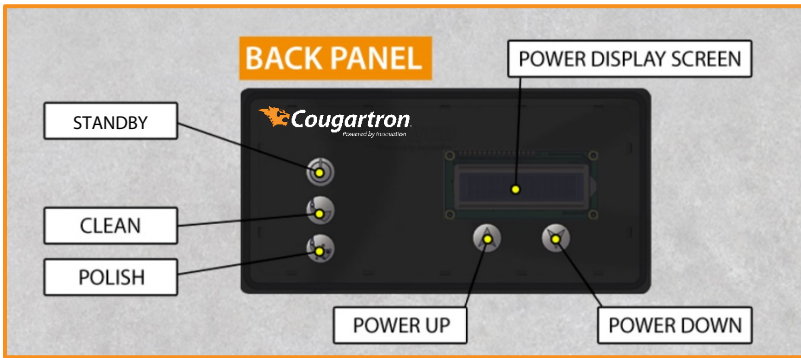 BACK PANEL
POWER DISPLAY SCREEN
Cougartron
Powered by Innovation
STANDBY
CLEAN
POLISH
POWER UP
POWER DOWN